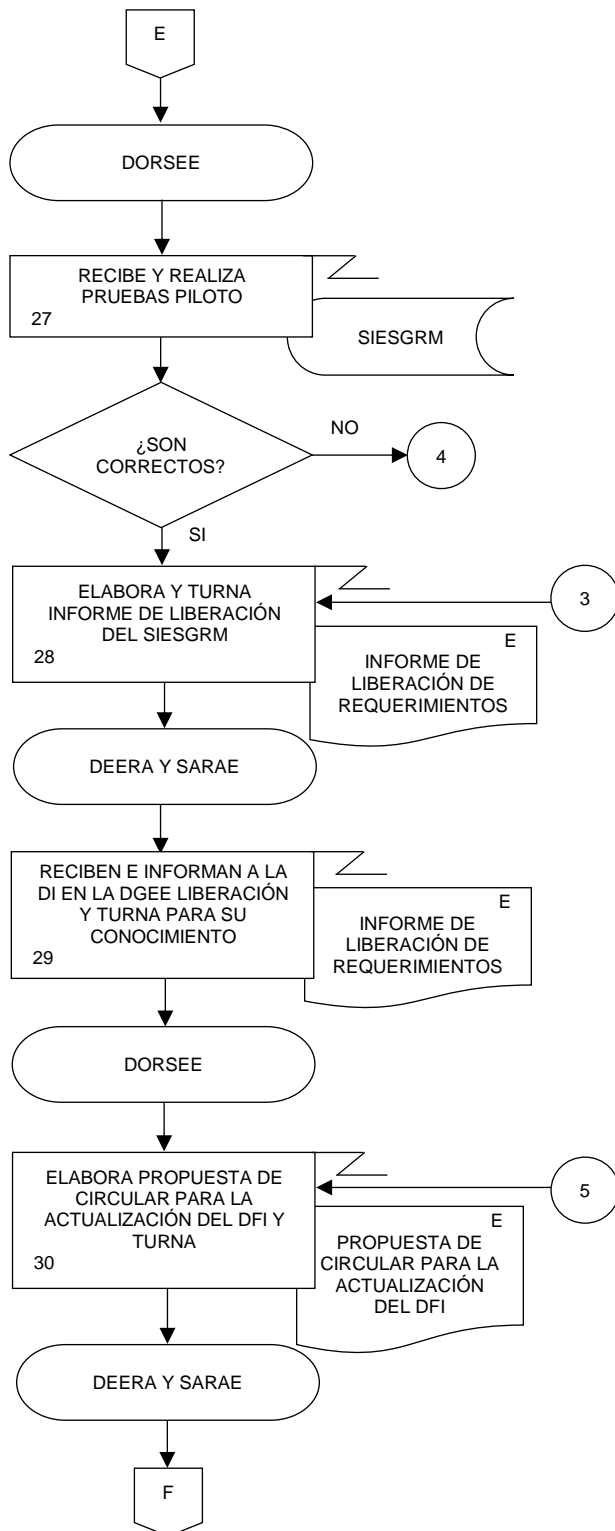 E
DORSEE
RECIBE Y REALIZA
PRUEBAS PILOTO
27
SIESGRM
¿SON
CORRECTOS?
NO
4
SI
ELABORA Y TURNA
INFORME DE LIBERACIÓN
DEL SIESGRM
28
3
E
INFORME DE
LIBERACIÓN DE
REQUERIMIENTOS
DEERA Y SARAE
RECIBEN E INFORMAN A LA
DI EN LA DGEE LIBERACIÓN
Y TURNA PARA SU
CONOCIMIENTO
29
E
INFORME DE
LIBERACIÓN DE
REQUERIMIENTOS
DORSEE
ELABORA PROPUESTA DE
CIRCULAR PARA LA
ACTUALIZACIÓN DEL DFI Y
TURNA
30
5
E
PROPUESTA DE
CIRCULAR PARA LA
ACTUALIZACIÓN
DEL DFI
DEERA Y SARAE
F